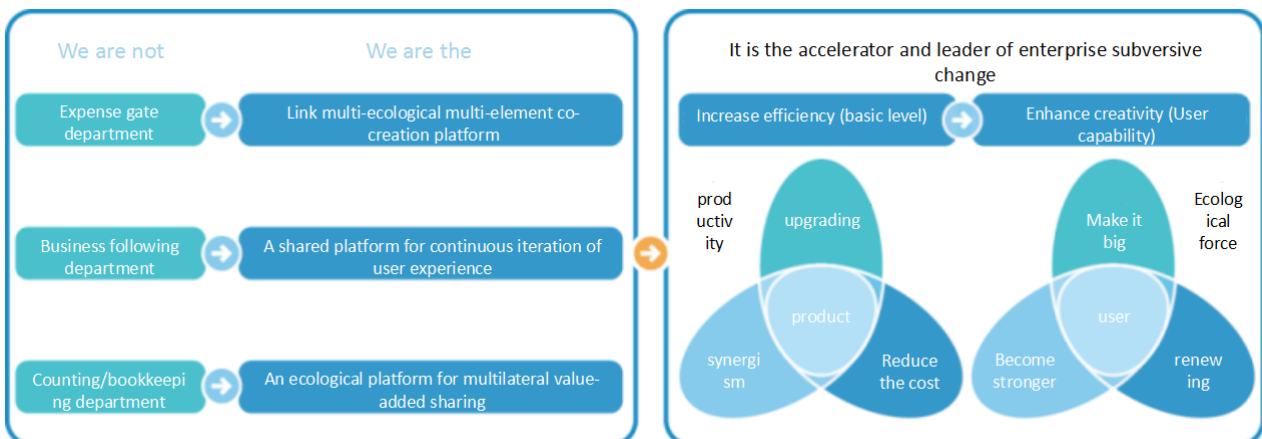 We are not
We are the
Expense gate
department
Link multi-ecological multi-element co-
creation platform
Business following
department
A shared platform for continuous iteration of
user experience
Counting/bookkeepi
ng department
An ecological platform for multilateral value-
added sharing
It is the accelerator and leader of enterprise subversive
change
Increase efficiency (basic level)
Enhance creativity (User
capability)
prod
uctiv
ity
upgrading
product
synergi
sm
Reduce
the cost
Make it
big
Ecolog
ical
force
user
Become
stronger
renew
ing